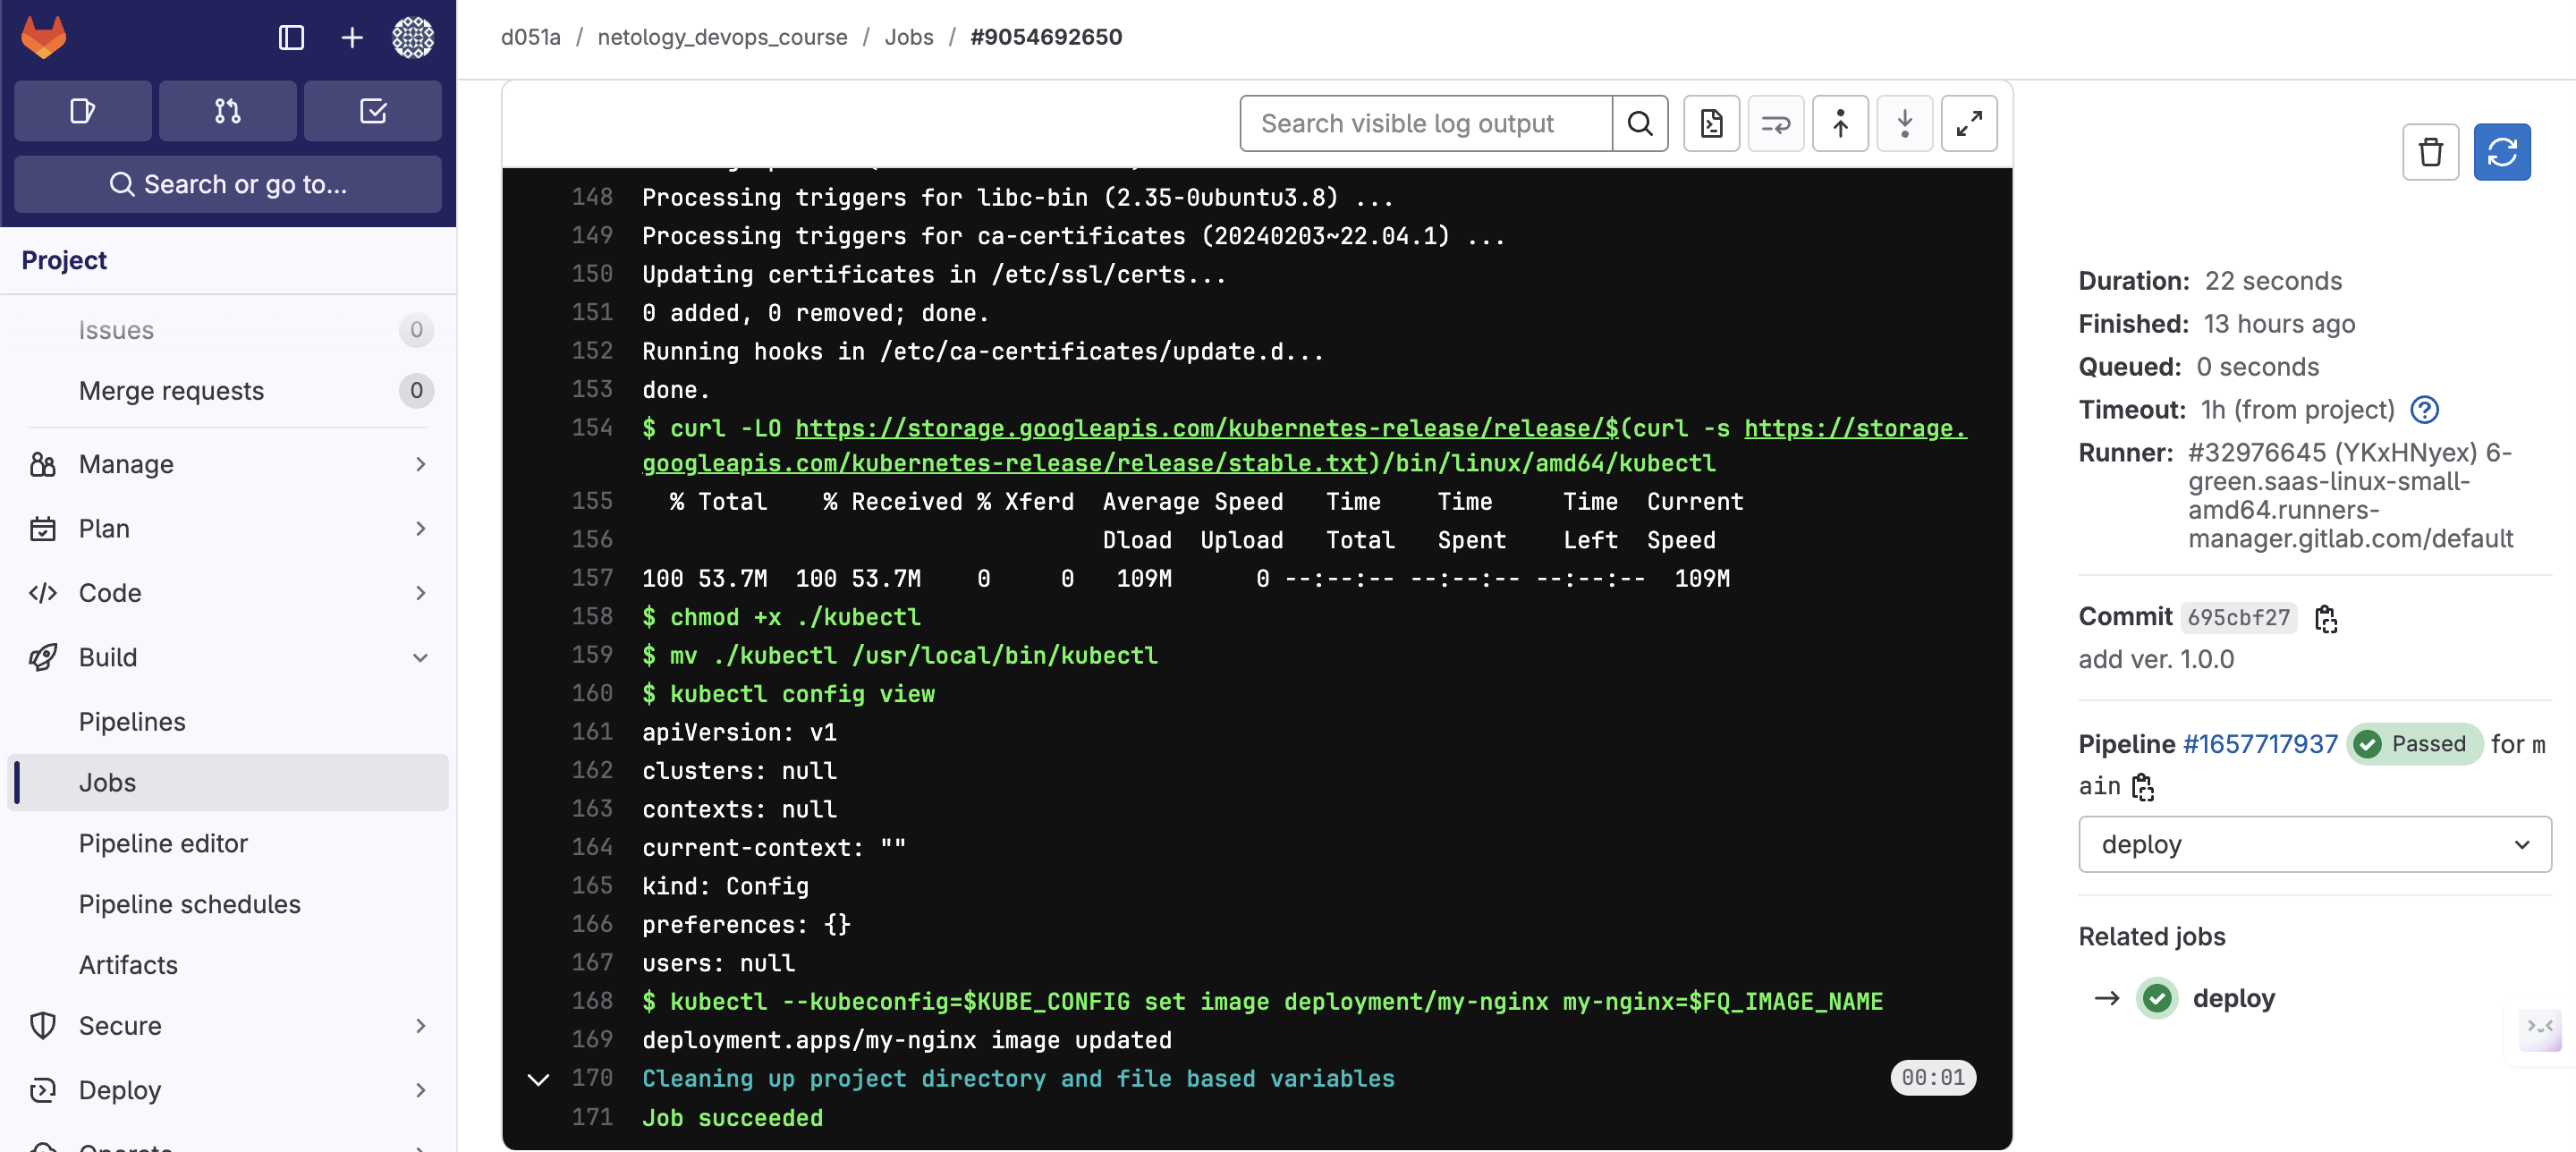 d051a / netology_devops_course / Jobs / #9054692650
Search or go to...
Project
Issues 0
Merge requests 0
Manage
Plan
Code
Build
Pipelines
Jobs
Pipeline editor
Pipeline schedules
Artifacts
Secure
Deploy
Operate
Search visible log output
148 Processing triggers for libc-bin (2.35-0ubuntu3.8) ...
149 Processing triggers for ca-certificates (20240203~22.04.1) ...
150 Updating certificates in /etc/ssl/certs...
151 0 added, 0 removed; done.
152 Running hooks in /etc/ca-certificates/update.d...
153 done.
154 $ curl -LO https://storage.googleapis.com/kubernetes-release/release/$(curl -s https://storage.
googleapis.com/kubernetes-release/release/stable.txt)/bin/linux/amd64/kubectl
155 % Total % Received % Xferd Average Speed Time Time Time Current
156 Dload Upload Total Spent Left Speed
157 100 53.7M 100 53.7M 0 0 109M 0 --:--:-- --:--:-- --:--:-- 109M
158 $ chmod +x ./kubectl
159 $ mv ./kubectl /usr/local/bin/kubectl
160 $ kubectl config view
161 apiVersion: v1
162 clusters: null
163 contexts: null
164 current-context: ""
165 kind: Config
166 preferences: {}
167 users: null
168 $ kubectl --kubeconfig=$KUBE_CONFIG set image deployment/my-nginx my-nginx=$FQ_IMAGE_NAME
169 deployment.apps/my-nginx image updated
170 Cleaning up project directory and file based variables 00:01
171 Job succeeded
Duration: 22 seconds
Finished: 13 hours ago
Queued: 0 seconds
Timeout: 1h (from project)
Runner: #32976645 (YKxHNyex) 6-
green.saas-linux-small-
amd64.runners-
manager.gitlab.com/default
Commit 695cbf27
add ver. 1.0.0
Pipeline #1657717937 Passed for m
ain
deploy
Related jobs
deploy